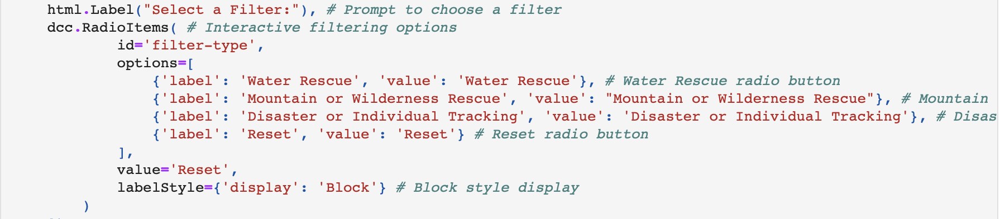 html.Label("Select a Filter:"), # Prompt to choose a filter
dcc.RadioItems( # Interactive filtering options
id='filter-type',
options=[
{'label': 'Water Rescue', 'value': 'Water Rescue'}, # Water Rescue radio button
{'label': 'Mountain or Wilderness Rescue', 'value': "Mountain or Wilderness Rescue"}, # Mountain
{'label': 'Disaster or Individual Tracking', 'value': 'Disaster or Individual Tracking'}, # Disas
{'label': 'Reset', 'value': 'Reset'} # Reset radio button
],
value='Reset',
labelStyle={'display': 'Block'} # Block style display
)